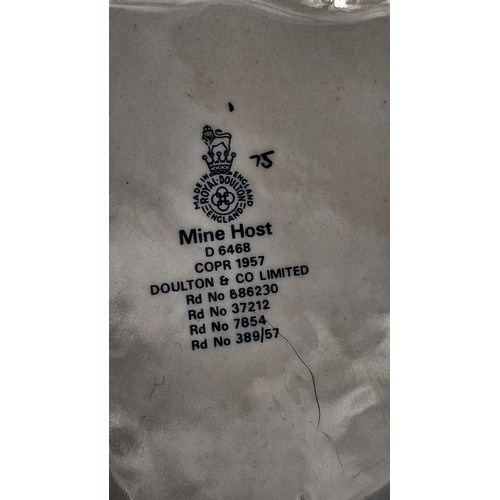 75
MADE IN ENGLAND
ROYAL·DOULTON
ENGLAND
Mine Host
D 6468
COPR 1957
DOULTON & CO LIMITED
Rd No 886230
Rd No 37212
Rd No 7854
Rd No 389/57